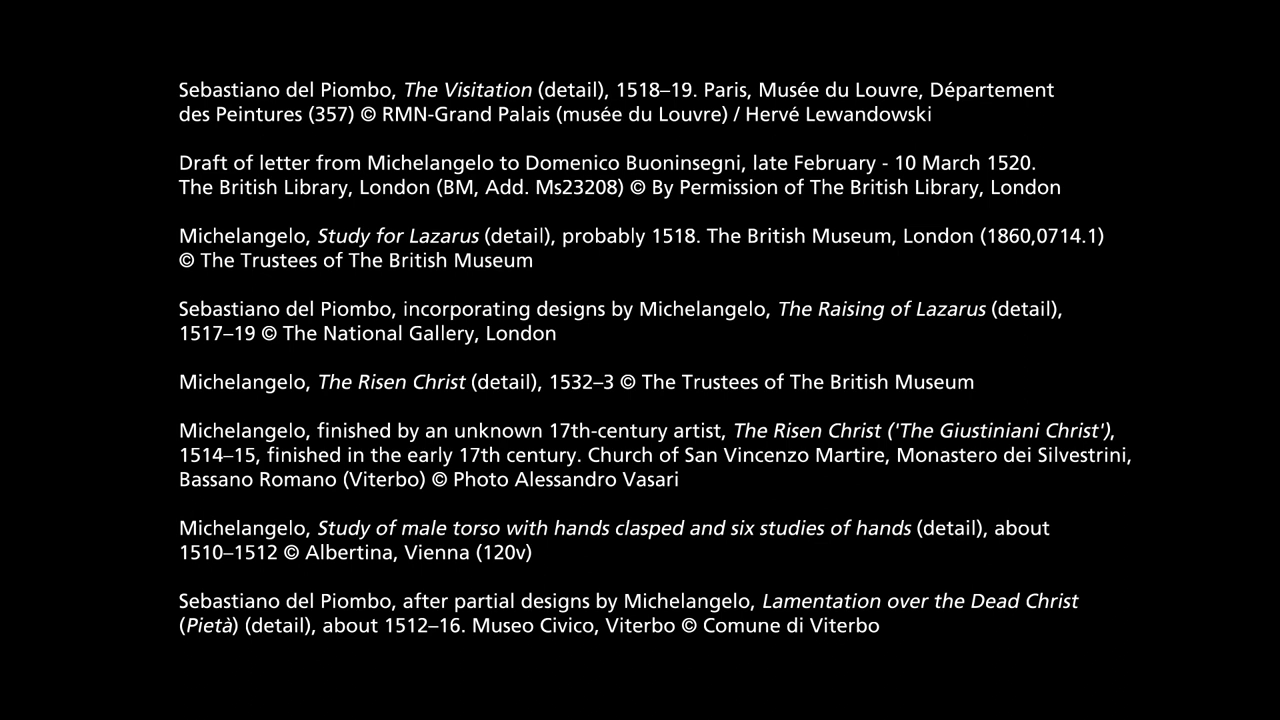 Sebastiano del Piombo, The Visitation (detail), 1518–19. Paris, Musée du Louvre, Département
des Peintures (357) © RMN-Grand Palais (musée du Louvre) / Hervé Lewandowski
Draft of letter from Michelangelo to Domenico Buoninsegni, late February - 10 March 1520.
The British Library, London (BM, Add. Ms23208) © By Permission of The British Library, London
Michelangelo, Study for Lazarus (detail), probably 1518. The British Museum, London (1860,0714.1)
© The Trustees of The British Museum
Sebastiano del Piombo, incorporating designs by Michelangelo, The Raising of Lazarus (detail),
1517–19 © The National Gallery, London
Michelangelo, The Risen Christ (detail), 1532–3 © The Trustees of The British Museum
Michelangelo, finished by an unknown 17th-century artist, The Risen Christ ('The Giustiniani Christ'),
1514–15, finished in the early 17th century. Church of San Vincenzo Martire, Monastero dei Silvestrini,
Bassano Romano (Viterbo) © Photo Alessandro Vasari
Michelangelo, Study of male torso with hands clasped and six studies of hands (detail), about
1510–1512 © Albertina, Vienna (120v)
Sebastiano del Piombo, after partial designs by Michelangelo, Lamentation over the Dead Christ
(Pietà) (detail), about 1512–16. Museo Civico, Viterbo © Comune di Viterbo